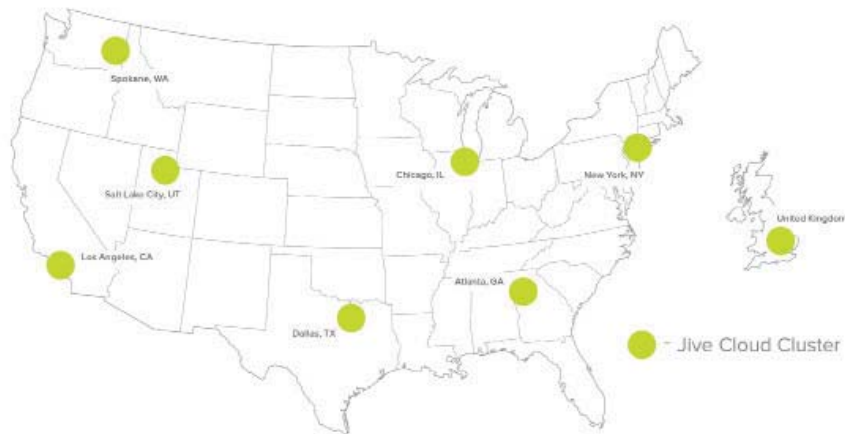 Spokane, WA
Salt Lake City, UT
Los Angeles, CA
Dallas, TX
Chicago, IL
Atlanta, GA
New York, NY
United Kingdom
- Jive Cloud Cluster